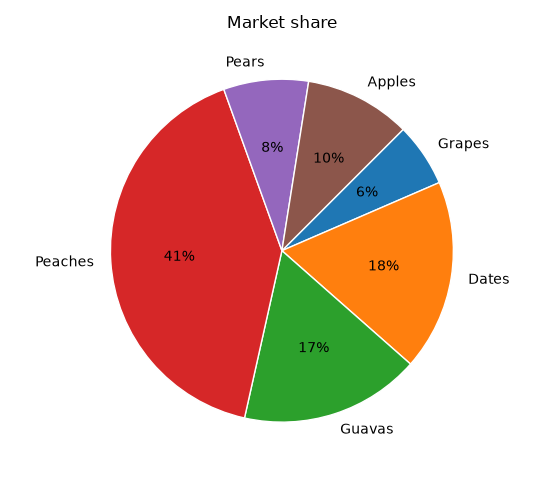 Market share
Pears
Apples
Grapes
8%
10%
6%
Peaches
41%
18%
Dates
17%
Guavas